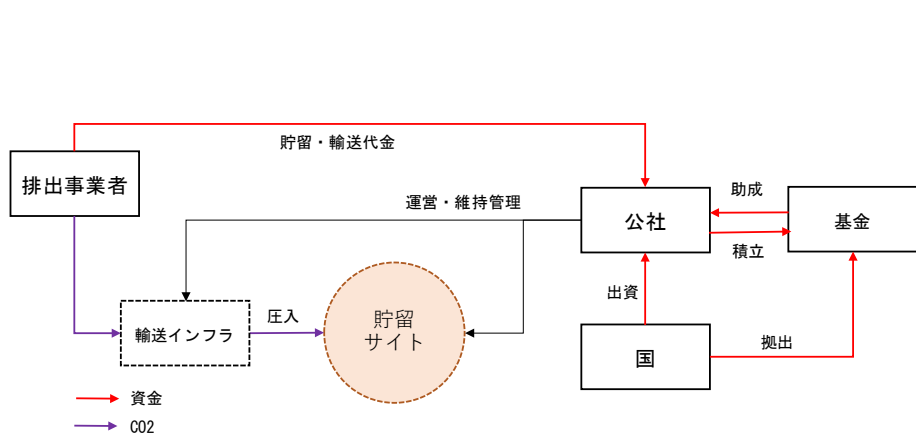 貯留・輸送代金
排出事業者
運営・維持管理
公社
助成
基金
積立
出資
圧入
輸送インフラ
貯留
サイト
国
拠出
資金
CO2